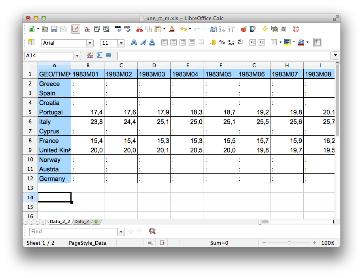 une_rt_m.xls - LibreOffice Calc
Arial 11
A14
A B C D E F G H I
1 GEO/TIME 1983M01 1983M02 1983M03 1983M04 1983M05 1983M06 1983M07 1983M08
2 Greece : : : : : : : :
3 Spain : : : : : : : :
4 Croatia : : : : : : : :
5 Portugal 17,4 17,6 17,9 18,3 18,7 19,2 19,8 20,1
6 Italy 23,8 24,4 25,1 25,0 25,1 25,5 25,6 25,7
7 Cyprus : : : : : : : :
8 France 15,4 15,4 15,3 15,5 15,5 15,7 15,9 16,2
9 United King 20,0 20,0 20,1 20,5 20,0 19,8 19,7 19,5
10 Norway : : : : : : : :
11 Austria : : : : : : : :
12 Germany : : : : : : : :
13
14
15
16
Data_2_2 Data_2
Find
Sheet 1 / 2 PageStyle_Data Sum=0 100%